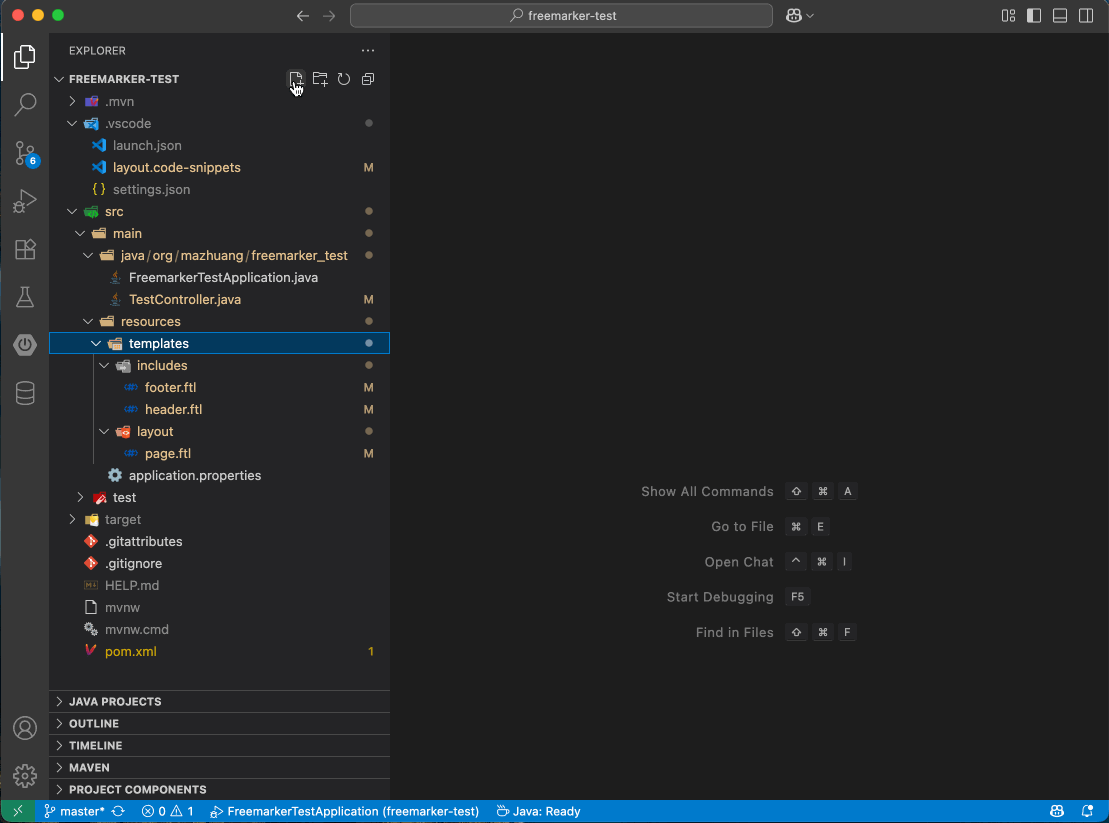 freemarker-test
EXPLORER
FREEMARKER-TEST
.mvn
.vscode
launch.json
layout.code-snippets M
{} settings.json
6
src
main
java/org/mazhuang/freemarker_test
FreemarkerTestApplication.java
TestController.java M
resources
templates
includes
footer.ftl M
header.ftl M
layout
page.ftl M
application.properties
test
target
.gitattributes
.gitignore
HELP.md
mvnw
mvnw.cmd
pom.xml 1
Show All Commands ⇧ ⌘ A
Go to File ⌘ E
Open Chat ^ ⌘ I
Start Debugging F5
Find in Files ⇧ ⌘ F
JAVA PROJECTS
OUTLINE
TIMELINE
MAVEN
PROJECT COMPONENTS
master* 0 1 FreemarkerTestApplication (freemarker-test) Java: Ready